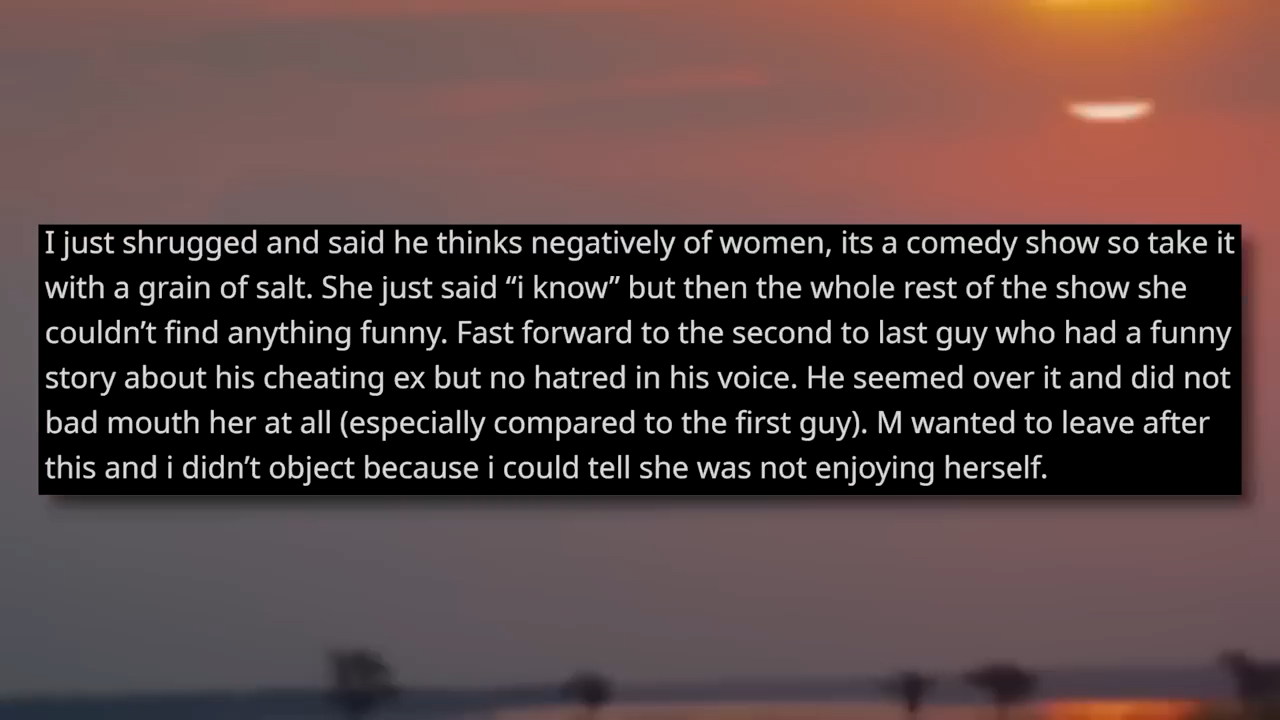 I just shrugged and said he thinks negatively of women, its a comedy show so take it
with a grain of salt. She just said “i know” but then the whole rest of the show she
couldn’t find anything funny. Fast forward to the second to last guy who had a funny
story about his cheating ex but no hatred in his voice. He seemed over it and did not
bad mouth her at all (especially compared to the first guy). M wanted to leave after
this and i didn’t object because i could tell she was not enjoying herself.